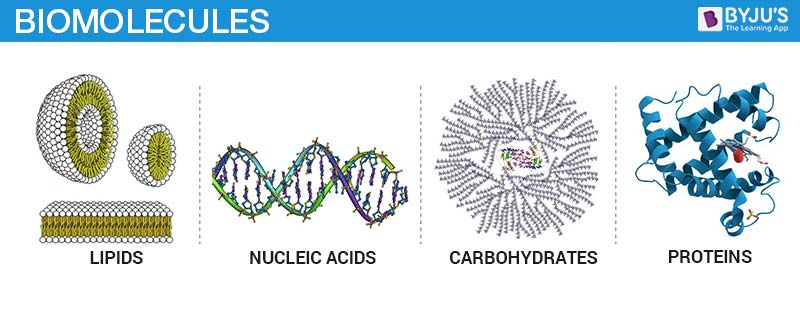 BIOMOLECULES
BYJU'S
The Learning App
LIPIDS
NUCLEIC ACIDS
CARBOHYDRATES
PROTEINS